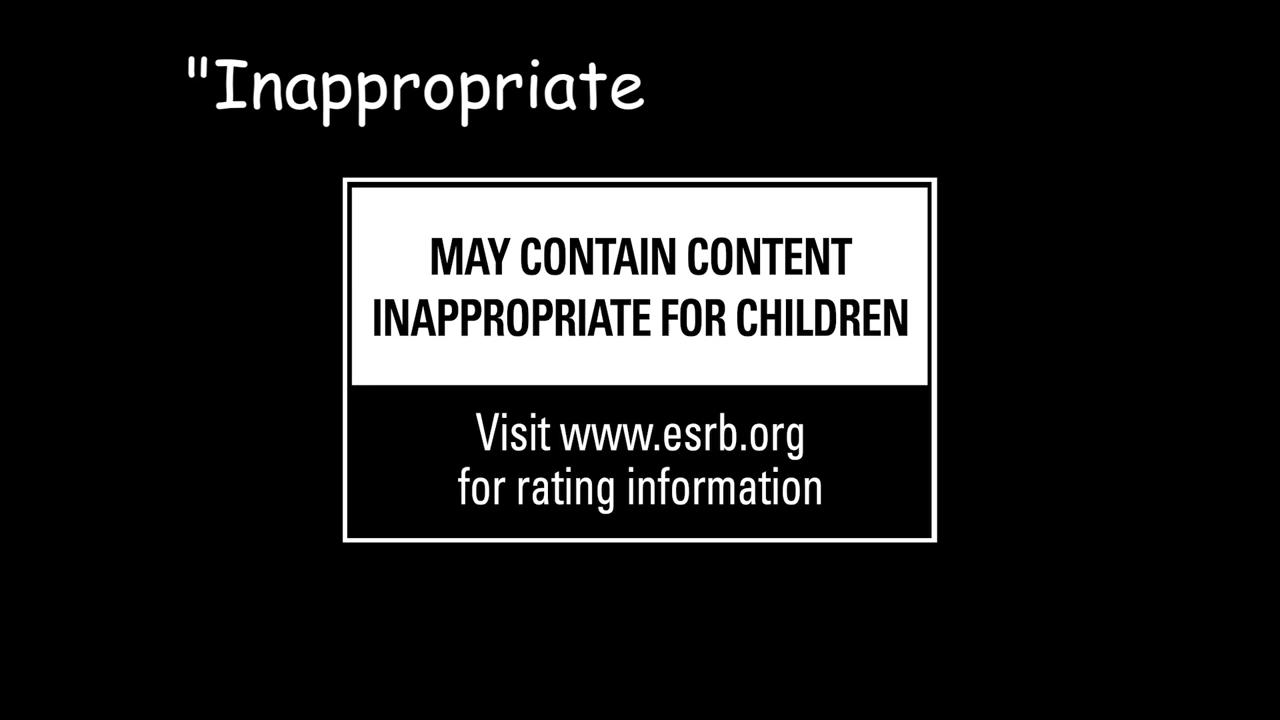 "Inappropriate
MAY CONTAIN CONTENT
INAPPROPRIATE FOR CHILDREN
Visit www.esrb.org
for rating information